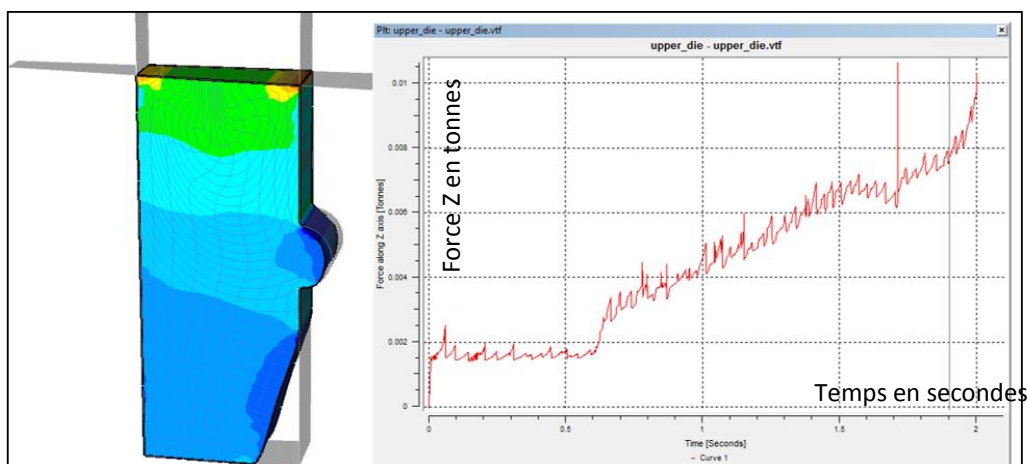 Plt: upper_die - upper_die.vtf
upper_die - upper_die.vtf
Force Z en tonnes
Force along Z axis [Tonnes]
0.01
0.008
0.006
0.004
0.002
0
0
0.5
1
1.5
2
Temps en secondes
Time [Seconds]
Curve 1